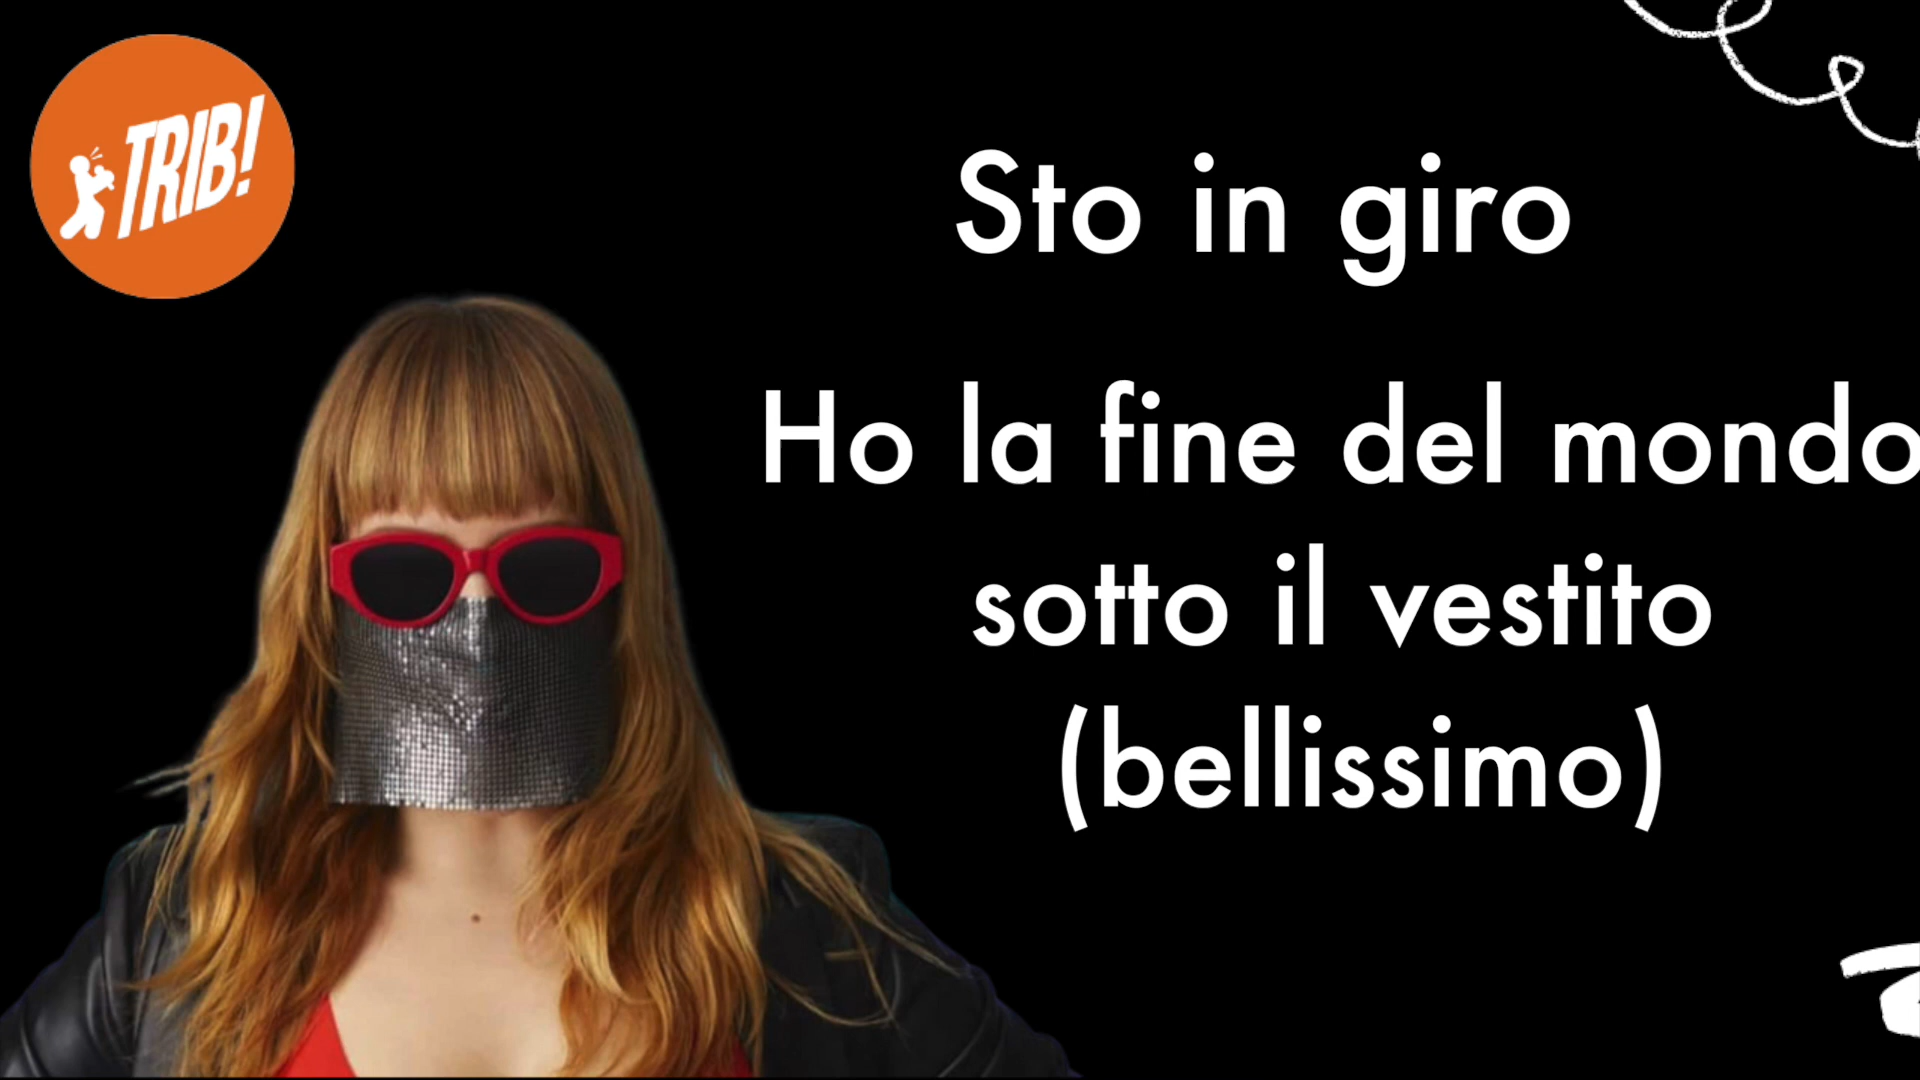 TRIB!
Sto in giro
Ho la fine del mondo
sotto il vestito
(bellissimo)